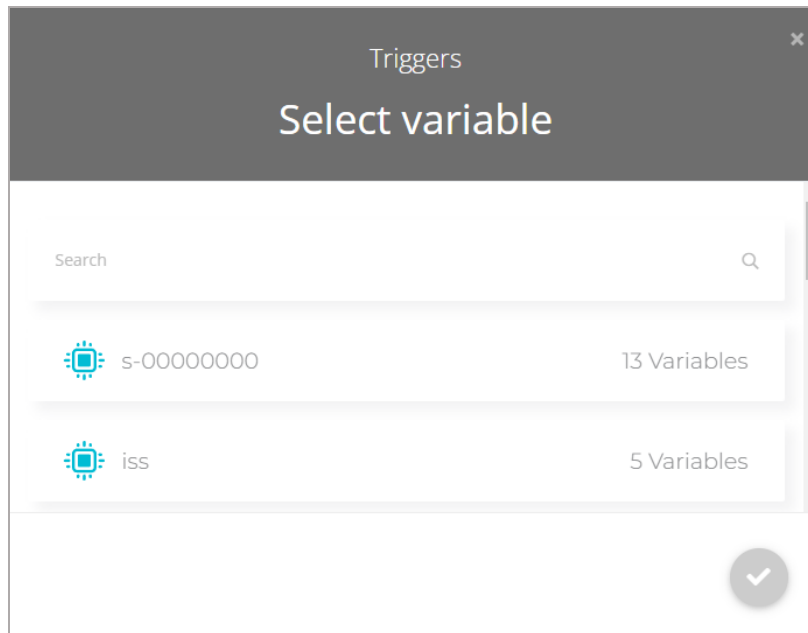 Triggers
Select variable
Search
s-00000000 13 Variables
iss 5 Variables